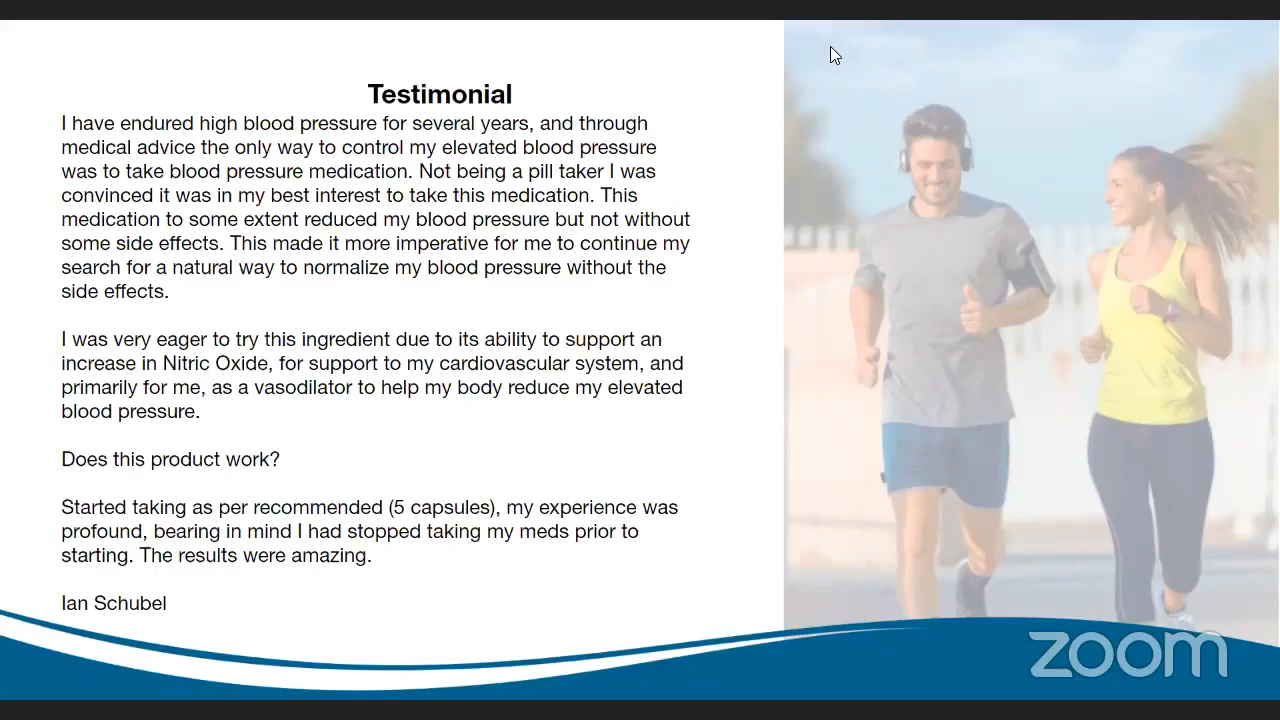 Testimonial
I have endured high blood pressure for several years, and through
medical advice the only way to control my elevated blood pressure
was to take blood pressure medication. Not being a pill taker I was
convinced it was in my best interest to take this medication. This
medication to some extent reduced my blood pressure but not without
some side effects. This made it more imperative for me to continue my
search for a natural way to normalize my blood pressure without the
side effects.
I was very eager to try this ingredient due to its ability to support an
increase in Nitric Oxide, for support to my cardiovascular system, and
primarily for me, as a vasodilator to help my body reduce my elevated
blood pressure.
Does this product work?
Started taking as per recommended (5 capsules), my experience was
profound, bearing in mind I had stopped taking my meds prior to
starting. The results were amazing.
Ian Schubel
zoom